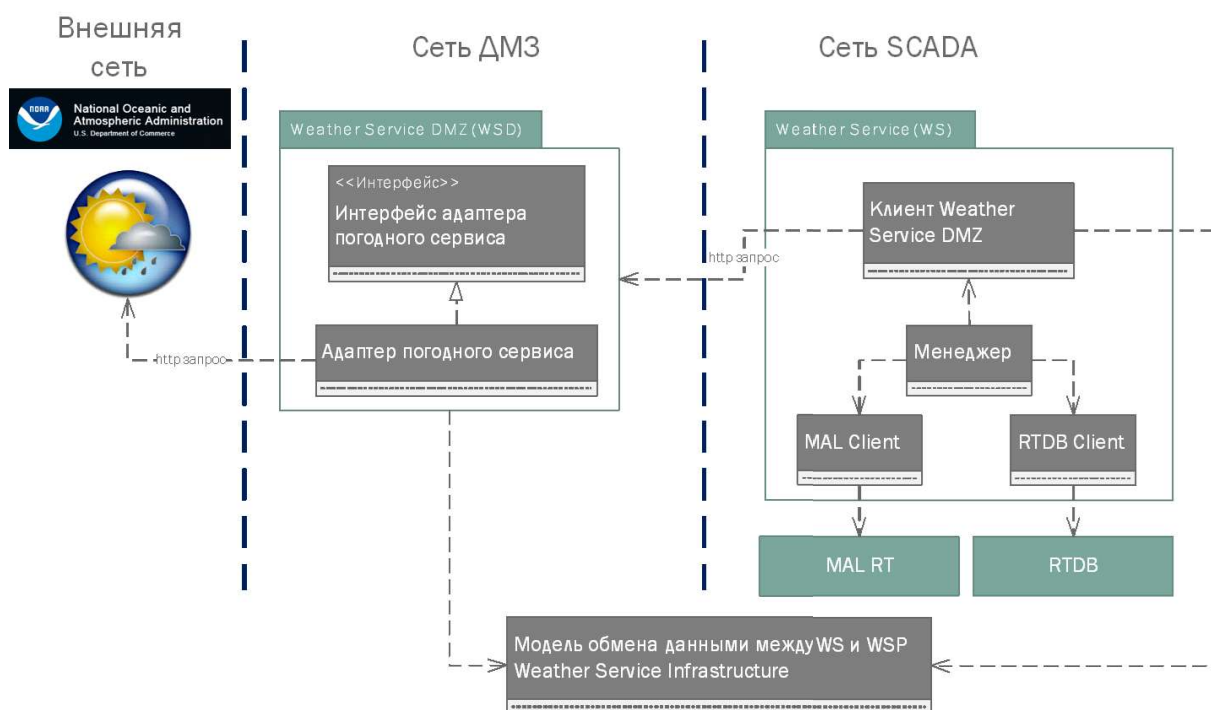 Внешняя
сеть
Сеть ДМЗ
Сеть SCADA
NOAA
National Oceanic and
Atmospheric Administration
U.S. Department of Commerce
Weather Service DMZ (WSD)
<<Интерфейс>>
Интерфейс адаптера
погодного сервиса
Адаптер погодного сервиса
http запрос
Weather Service (WS)
Клиент Weather
Service DMZ
http запрос
Менеджер
MAL Client
RTDB Client
MAL RT
RTDB
Модель обмена данными между WS и WSP
Weather Service Infrastructure